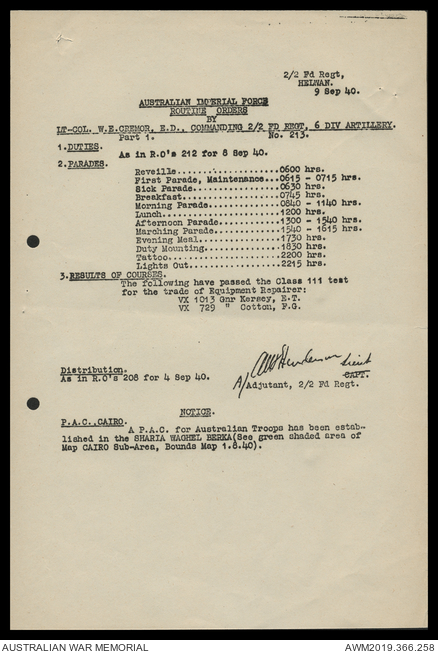 2/2 Fd Regt,
HELWAN.
9 Sep 40.
AUSTRALIAN IMPERIAL FORCE
ROUTINE ORDERS
BY
LT-COL. W.E.CREMOR, E.D., COMMANDING 2/2 FD REGT, 6 DIV ARTILLERY.
Part 1. No. 213.
1.DUTIES.
As in R.O's 212 for 8 Sep 40.
2.PARADES.
Reveille....................0600 hrs.
First Parade, Maintenance...0615 - 0715 hrs.
Sick Parade.................0630 hrs.
Breakfast...................0745 hrs.
Morning Parade..............0840 - 1140 hrs.
Lunch.......................1200 hrs.
Afternoon Parade............1300 - 1540 hrs.
Marching Parade.............1540 - 1615 hrs.
Evening Meal................1730 hrs.
Duty Mounting...............1830 hrs.
Tattoo......................2200 hrs.
Lights Out..................2215 hrs.
3.RESULTS OF COURSES.
The following have passed the Class 111 test
for the trade of Equipment Repairer:
VX 1013 Gnr Kersey, E.T.
VX 729 " Cotton, F.G.
Distribution.
As in R.O's 208 for 4 Sep 40.
Henderson Lieut
CAPT.
A/Adjutant, 2/2 Fd Regt.
NOTICE.
P.A.C.,CAIRO.
A P.A.C. for Australian Troops has been estab-
lished in the SHARIA WAGHEL BERKA(See green shaded area of
Map CAIRO Sub-Area, Bounds Map 1.8.40).
AUSTRALIAN WAR MEMORIAL AWM2019.366.258